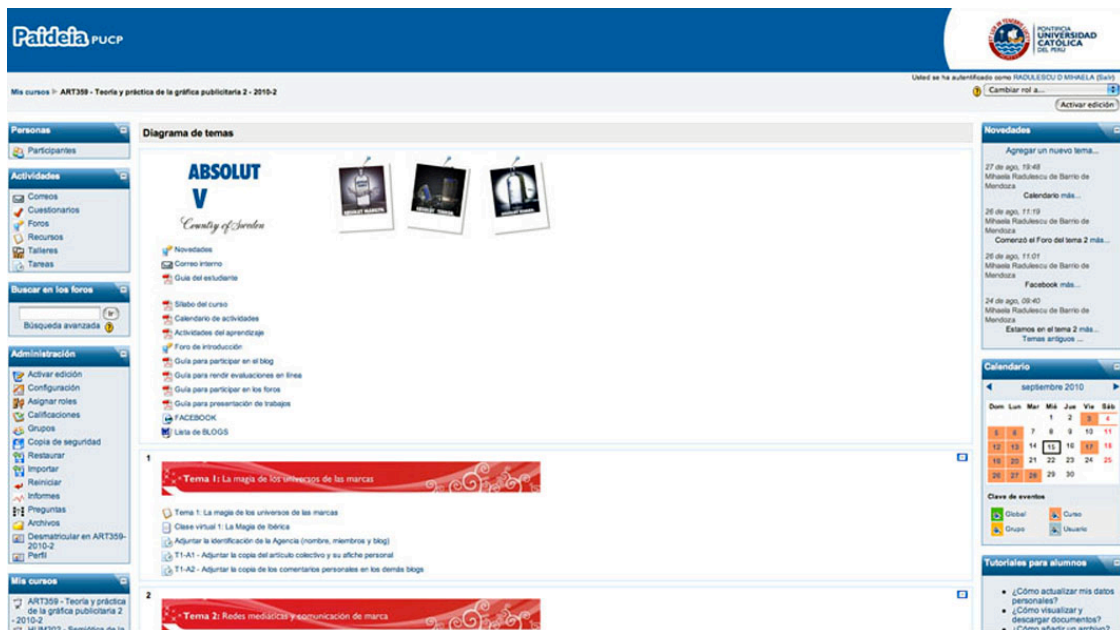 Paideia PUCP
PONTIFICIA
UNIVERSIDAD
CATÓLICA
DEL PERÚ
Usted se ha autentificado como RADULESCU D MIHAELA (Salir)
Mis cursos ► ART359 - Teoría y práctica de la gráfica publicitaria 2 - 2010-2
Cambiar rol a...
Activar edición
Personas
Participantes
Actividades
Correos
Cuestionarios
Foros
Recursos
Talleres
Tareas
Buscar en los foros
Ir
Búsqueda avanzada
Administración
Activar edición
Configuración
Asignar roles
Calificaciones
Grupos
Copia de seguridad
Restaurar
Importar
Reiniciar
Informes
Preguntas
Archivos
Desmatricular en ART359-
2010-2
Perfil
Mis cursos
ART359 - Teoría y práctica
de la gráfica publicitaria 2
- 2010-2
HUM303 - Semiótica de la
Diagrama de temas
ABSOLUT
V
Country of Sweden
Novedades
Correo interno
Guía del estudiante
Sílabo del curso
Calendario de actividades
Actividades del aprendizaje
Foro de introducción
Guía para participar en el blog
Guía para rendir evaluaciones en línea
Guía para participar en los foros
Guía para presentación de trabajos
FACEBOOK
Lista de BLOGS
1
Tema 1: La magia de los universos de las marcas
Tema 1: La magia de los universos de las marcas
Clase virtual 1: La Magia de Ibérica
Adjuntar la identificación de la Agencia (nombre, miembros y blog)
T1-A1 - Adjuntar la copia del artículo colectivo y su afiche personal
T1-A2 - Adjuntar la copia de los comentarios personales en los demás blogs
2
Tema 2: Redes mediáticas y comunicación de marca
Novedades
Agregar un nuevo tema...
27 de ago, 19:48
Mihaela Radulescu de Barrio de
Mendoza
Calendario más...
26 de ago, 11:19
Mihaela Radulescu de Barrio de
Mendoza
Comenzó el Foro del tema 2 más...
26 de ago, 11:01
Mihaela Radulescu de Barrio de
Mendoza
Facebook más...
24 de ago, 09:40
Mihaela Radulescu de Barrio de
Mendoza
Estamos en el tema 2 más...
Temas antiguos ...
Calendario
◄ septiembre 2010 ►
Dom Lun Mar Mié Jue Vie Sáb
1 2 3 4
5 6 7 8 9 10 11
12 13 14 15 16 17 18
19 20 21 22 23 24 25
26 27 28 29 30
Clave de eventos
Global Curso
Grupo Usuario
Tutoriales para alumnos
¿Cómo actualizar mis datos
personales?
¿Cómo visualizar y
descargar documentos?
¿Cómo añadir un archivo?